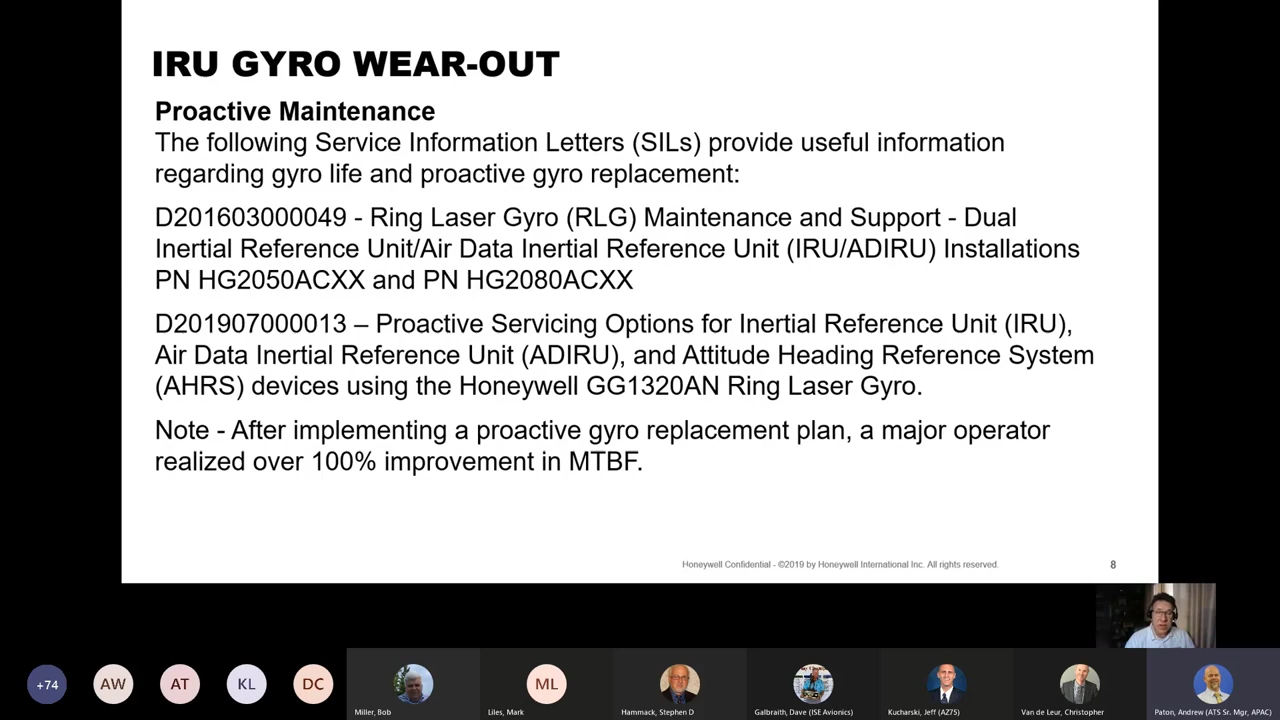 IRU GYRO WEAR-OUT
Proactive Maintenance
The following Service Information Letters (SILs) provide useful information
regarding gyro life and proactive gyro replacement:
D201603000049 - Ring Laser Gyro (RLG) Maintenance and Support - Dual
Inertial Reference Unit/Air Data Inertial Reference Unit (IRU/ADIRU) Installations
PN HG2050ACXX and PN HG2080ACXX
D201907000013 – Proactive Servicing Options for Inertial Reference Unit (IRU),
Air Data Inertial Reference Unit (ADIRU), and Attitude Heading Reference System
(AHRS) devices using the Honeywell GG1320AN Ring Laser Gyro.
Note - After implementing a proactive gyro replacement plan, a major operator
realized over 100% improvement in MTBF.
Honeywell Confidential - ©2019 by Honeywell International Inc. All rights reserved.
8
+74
AW
AT
KL
DC
ML
Miller, Bob
Liles, Mark
Hammack, Stephen D
Galbraith, Dave (ISE Avionics)
Kucharski, Jeff (AZ75)
Van de Leur, Christopher
Paton, Andrew (ATS Sr. Mgr, APAC)